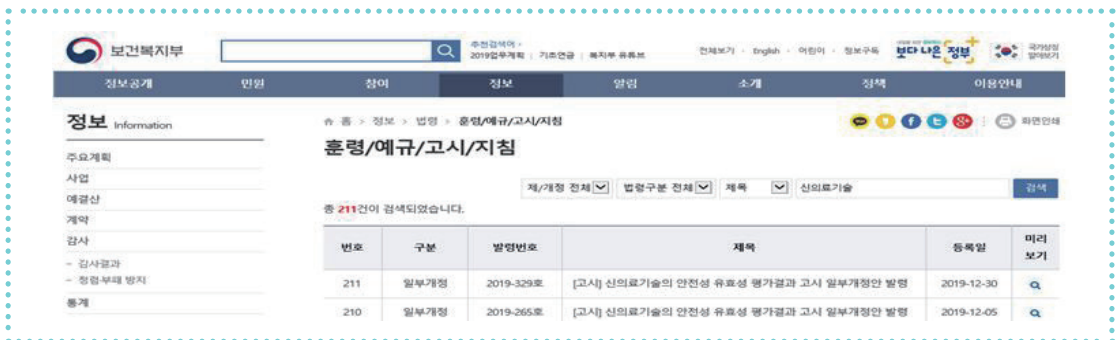 보건복지부
추천검색어 :
2019업무계획 | 기초연금 | 복지부 유튜브
전체보기 · English · 어린이 · 정보구독
보다 나은 정부
국가상징 알아보기
정보공개 민원 참여 정보 알림 소개 정책 이용안내
정보 Information
홈 > 정보 > 법령 > 훈령/예규/고시/지침
화면인쇄
훈령/예규/고시/지침
주요계획
사업
예결산
계약
감사
- 감사결과
- 청렴·부패 방지
통계
제/개정 전체 법령구분 전체 제목 신의료기술 검색
총 211건이 검색되었습니다.
번호 구분 발령번호 제목 등록일 미리보기
211 일부개정 2019-329호 [고시] 신의료기술의 안전성 유효성 평가결과 고시 일부개정안 발령 2019-12-30
210 일부개정 2019-265호 [고시] 신의료기술의 안전성 유효성 평가결과 고시 일부개정안 발령 2019-12-05